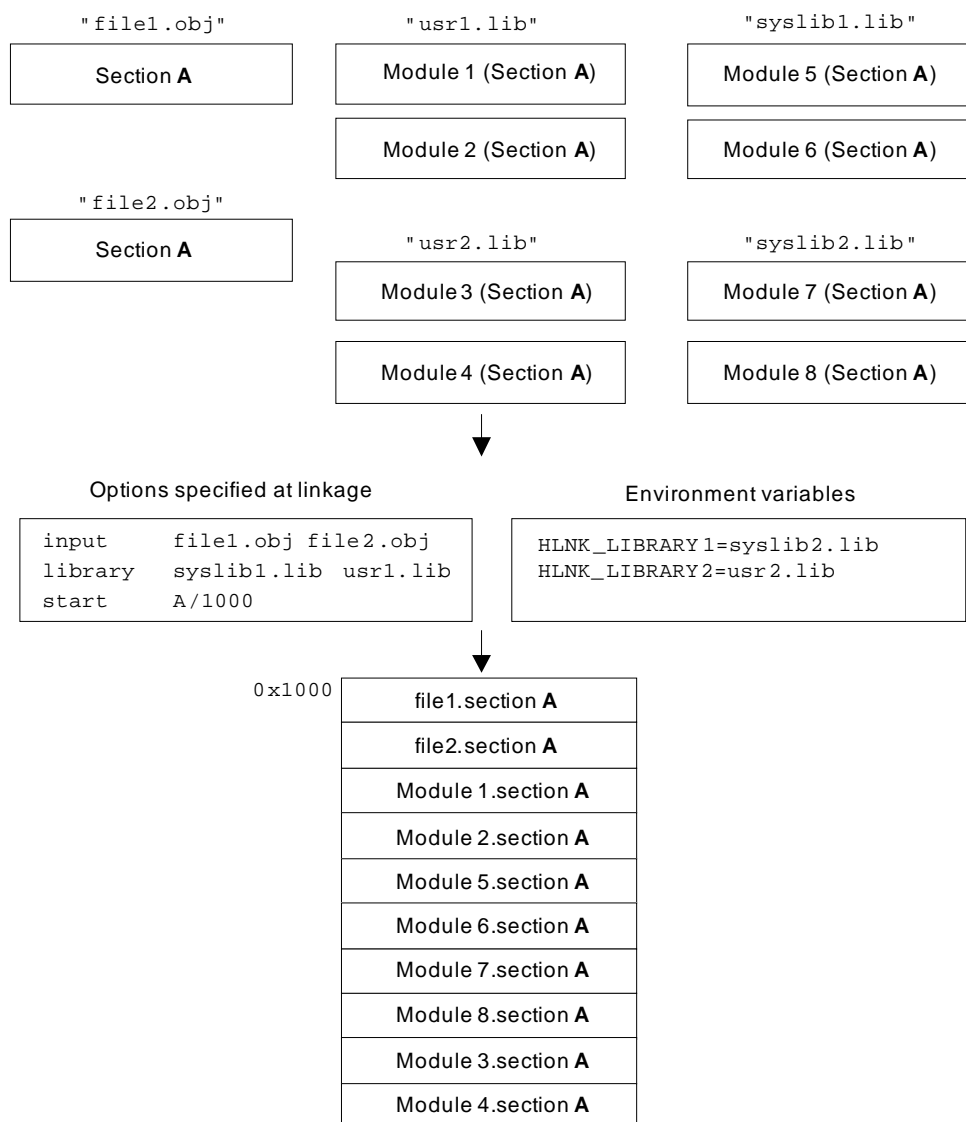 "file1.obj"
Section A
"file2.obj"
Section A
"usr1.lib"
Module 1 (Section A)
Module 2 (Section A)
"usr2.lib"
Module 3 (Section A)
Module 4 (Section A)
"syslib1.lib"
Module 5 (Section A)
Module 6 (Section A)
"syslib2.lib"
Module 7 (Section A)
Module 8 (Section A)
Options specified at linkage
input file1.obj file2.obj
library syslib1.lib usr1.lib
start A/1000
Environment variables
HLNK_LIBRARY1=syslib2.lib
HLNK_LIBRARY2=usr2.lib
0x1000
file1.section A
file2.section A
Module 1.section A
Module 2.section A
Module 5.section A
Module 6.section A
Module 7.section A
Module 8.section A
Module 3.section A
Module 4.section A